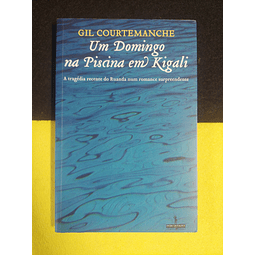 GIL COURTEMANCHE
Um Domingo
na Piscina em Kigali
A tragédia recente do Ruanda num romance surpreendente